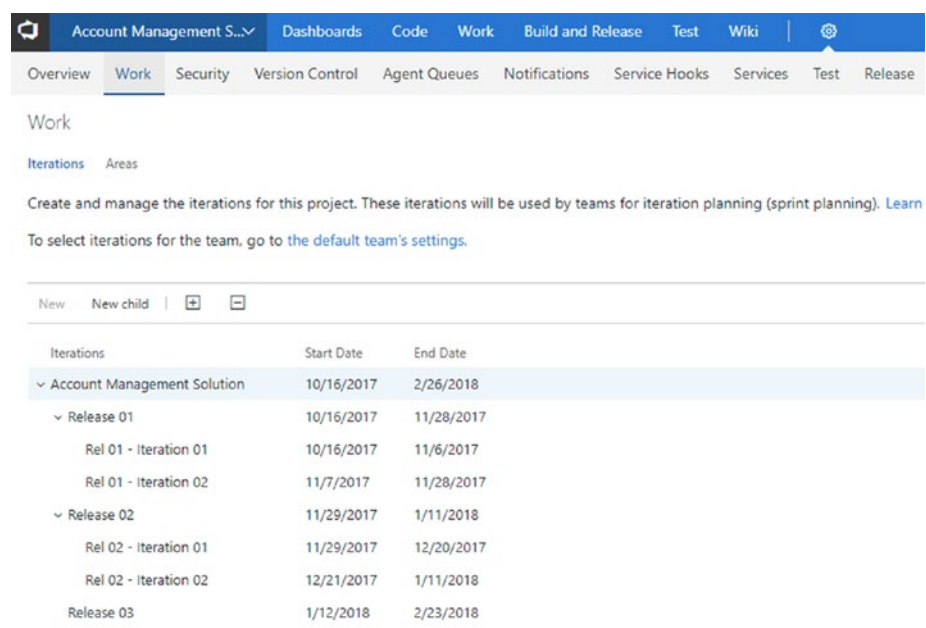 Account Management S... Dashboards Code Work Build and Release Test Wiki
Overview Work Security Version Control Agent Queues Notifications Service Hooks Services Test Release
Work
Iterations Areas
Create and manage the iterations for this project. These iterations will be used by teams for iteration planning (sprint planning). Learn
To select iterations for the team, go to the default team's settings.
New New child
Iterations Start Date End Date
Account Management Solution 10/16/2017 2/26/2018
Release 01 10/16/2017 11/28/2017
Rel 01 - Iteration 01 10/16/2017 11/6/2017
Rel 01 - Iteration 02 11/7/2017 11/28/2017
Release 02 11/29/2017 1/11/2018
Rel 02 - Iteration 01 11/29/2017 12/20/2017
Rel 02 - Iteration 02 12/21/2017 1/11/2018
Release 03 1/12/2018 2/23/2018